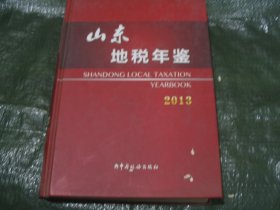 山东
地税年鉴
SHANDONG LOCAL TAXATION
YEARBOOK
2013